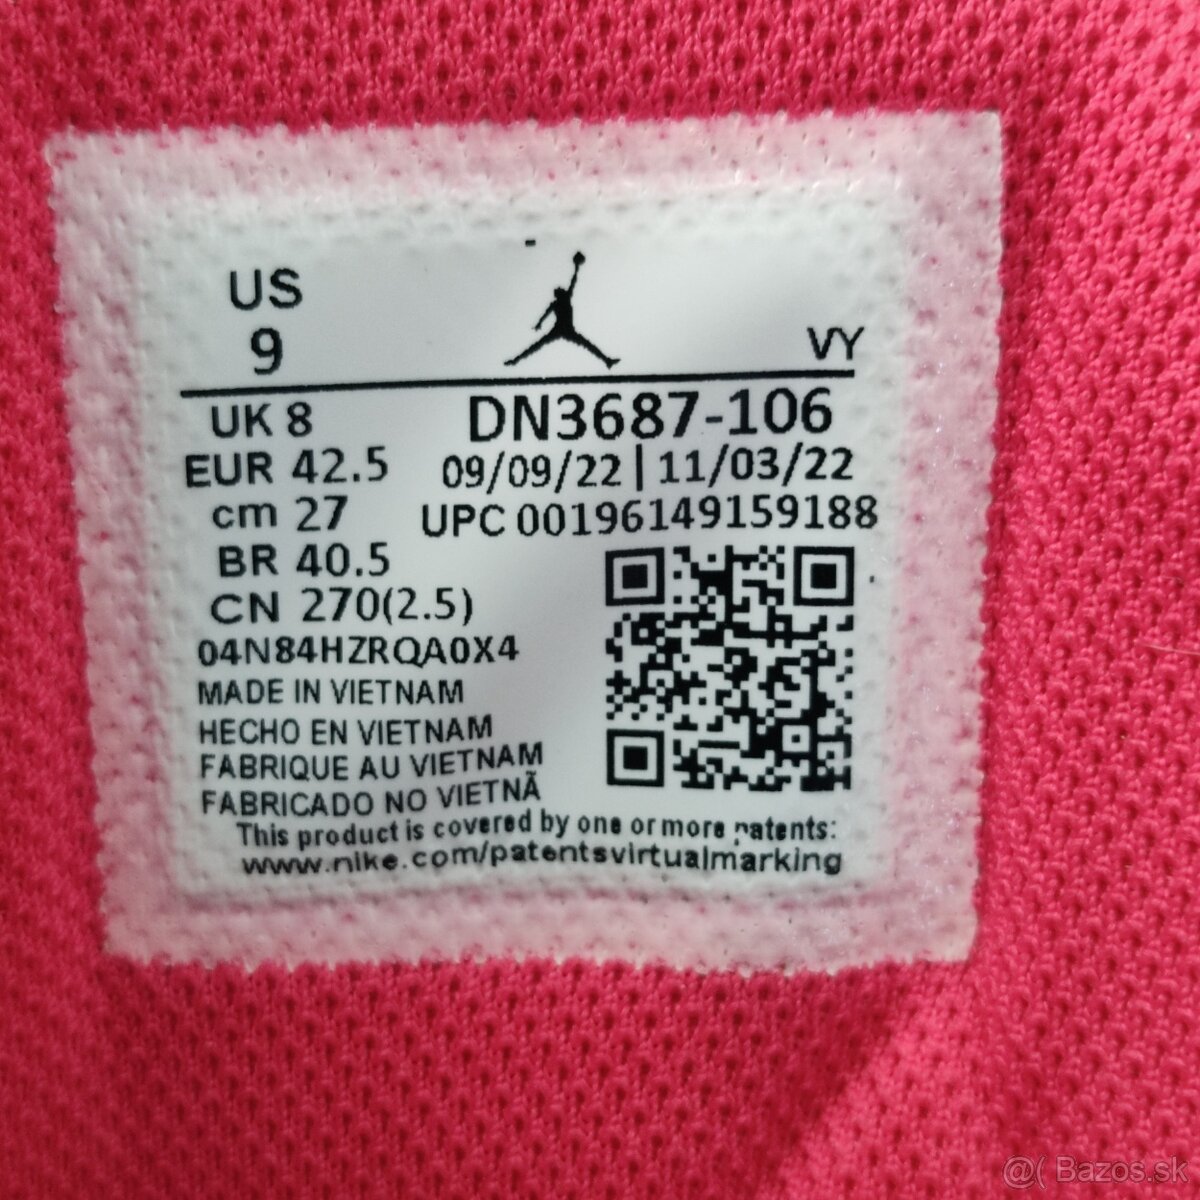 US
9
VY
UK 8
DN3687-106
EUR 42.5
09/09/22 | 11/03/22
cm 27
UPC 00196149159188
BR 40.5
CN 270(2.5)
04N84HZRQA0X4
MADE IN VIETNAM
HECHO EN VIETNAM
FABRIQUE AU VIETNAM
FABRICADO NO VIETNÃ
This product is covered by one or more patents:
www.nike.com/patentsvirtualmarking
@( Bazos.sk